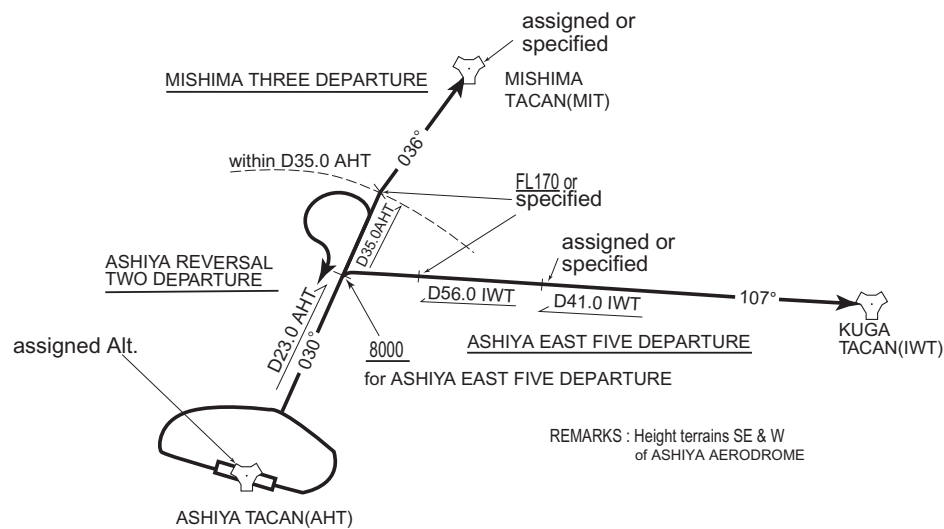 assigned or
specified
MISHIMA THREE DEPARTURE
MISHIMA
TACAN(MIT)
036°
within D35.0 AHT
FL170 or
specified
D35.0AHT
assigned or
specified
ASHIYA REVERSAL
TWO DEPARTURE
D56.0 IWT
D41.0 IWT
107°
D23.0 AHT
030°
KUGA
TACAN(IWT)
ASHIYA EAST FIVE DEPARTURE
assigned Alt.
8000
for ASHIYA EAST FIVE DEPARTURE
REMARKS : Height terrains SE & W
of ASHIYA AERODROME
ASHIYA TACAN(AHT)